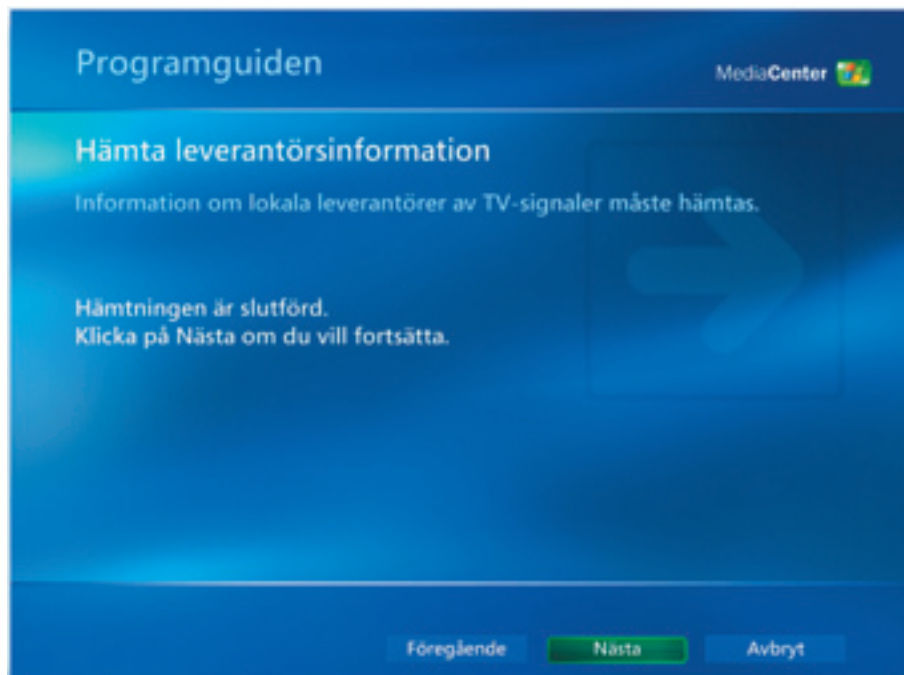 Programguiden
MediaCenter
Hämta leverantörsinformation
Information om lokala leverantörer av TV-signaler måste hämtas.
Hämtningen är slutförd.
Klicka på Nästa om du vill fortsätta.
Föregående Nästa Avbryt